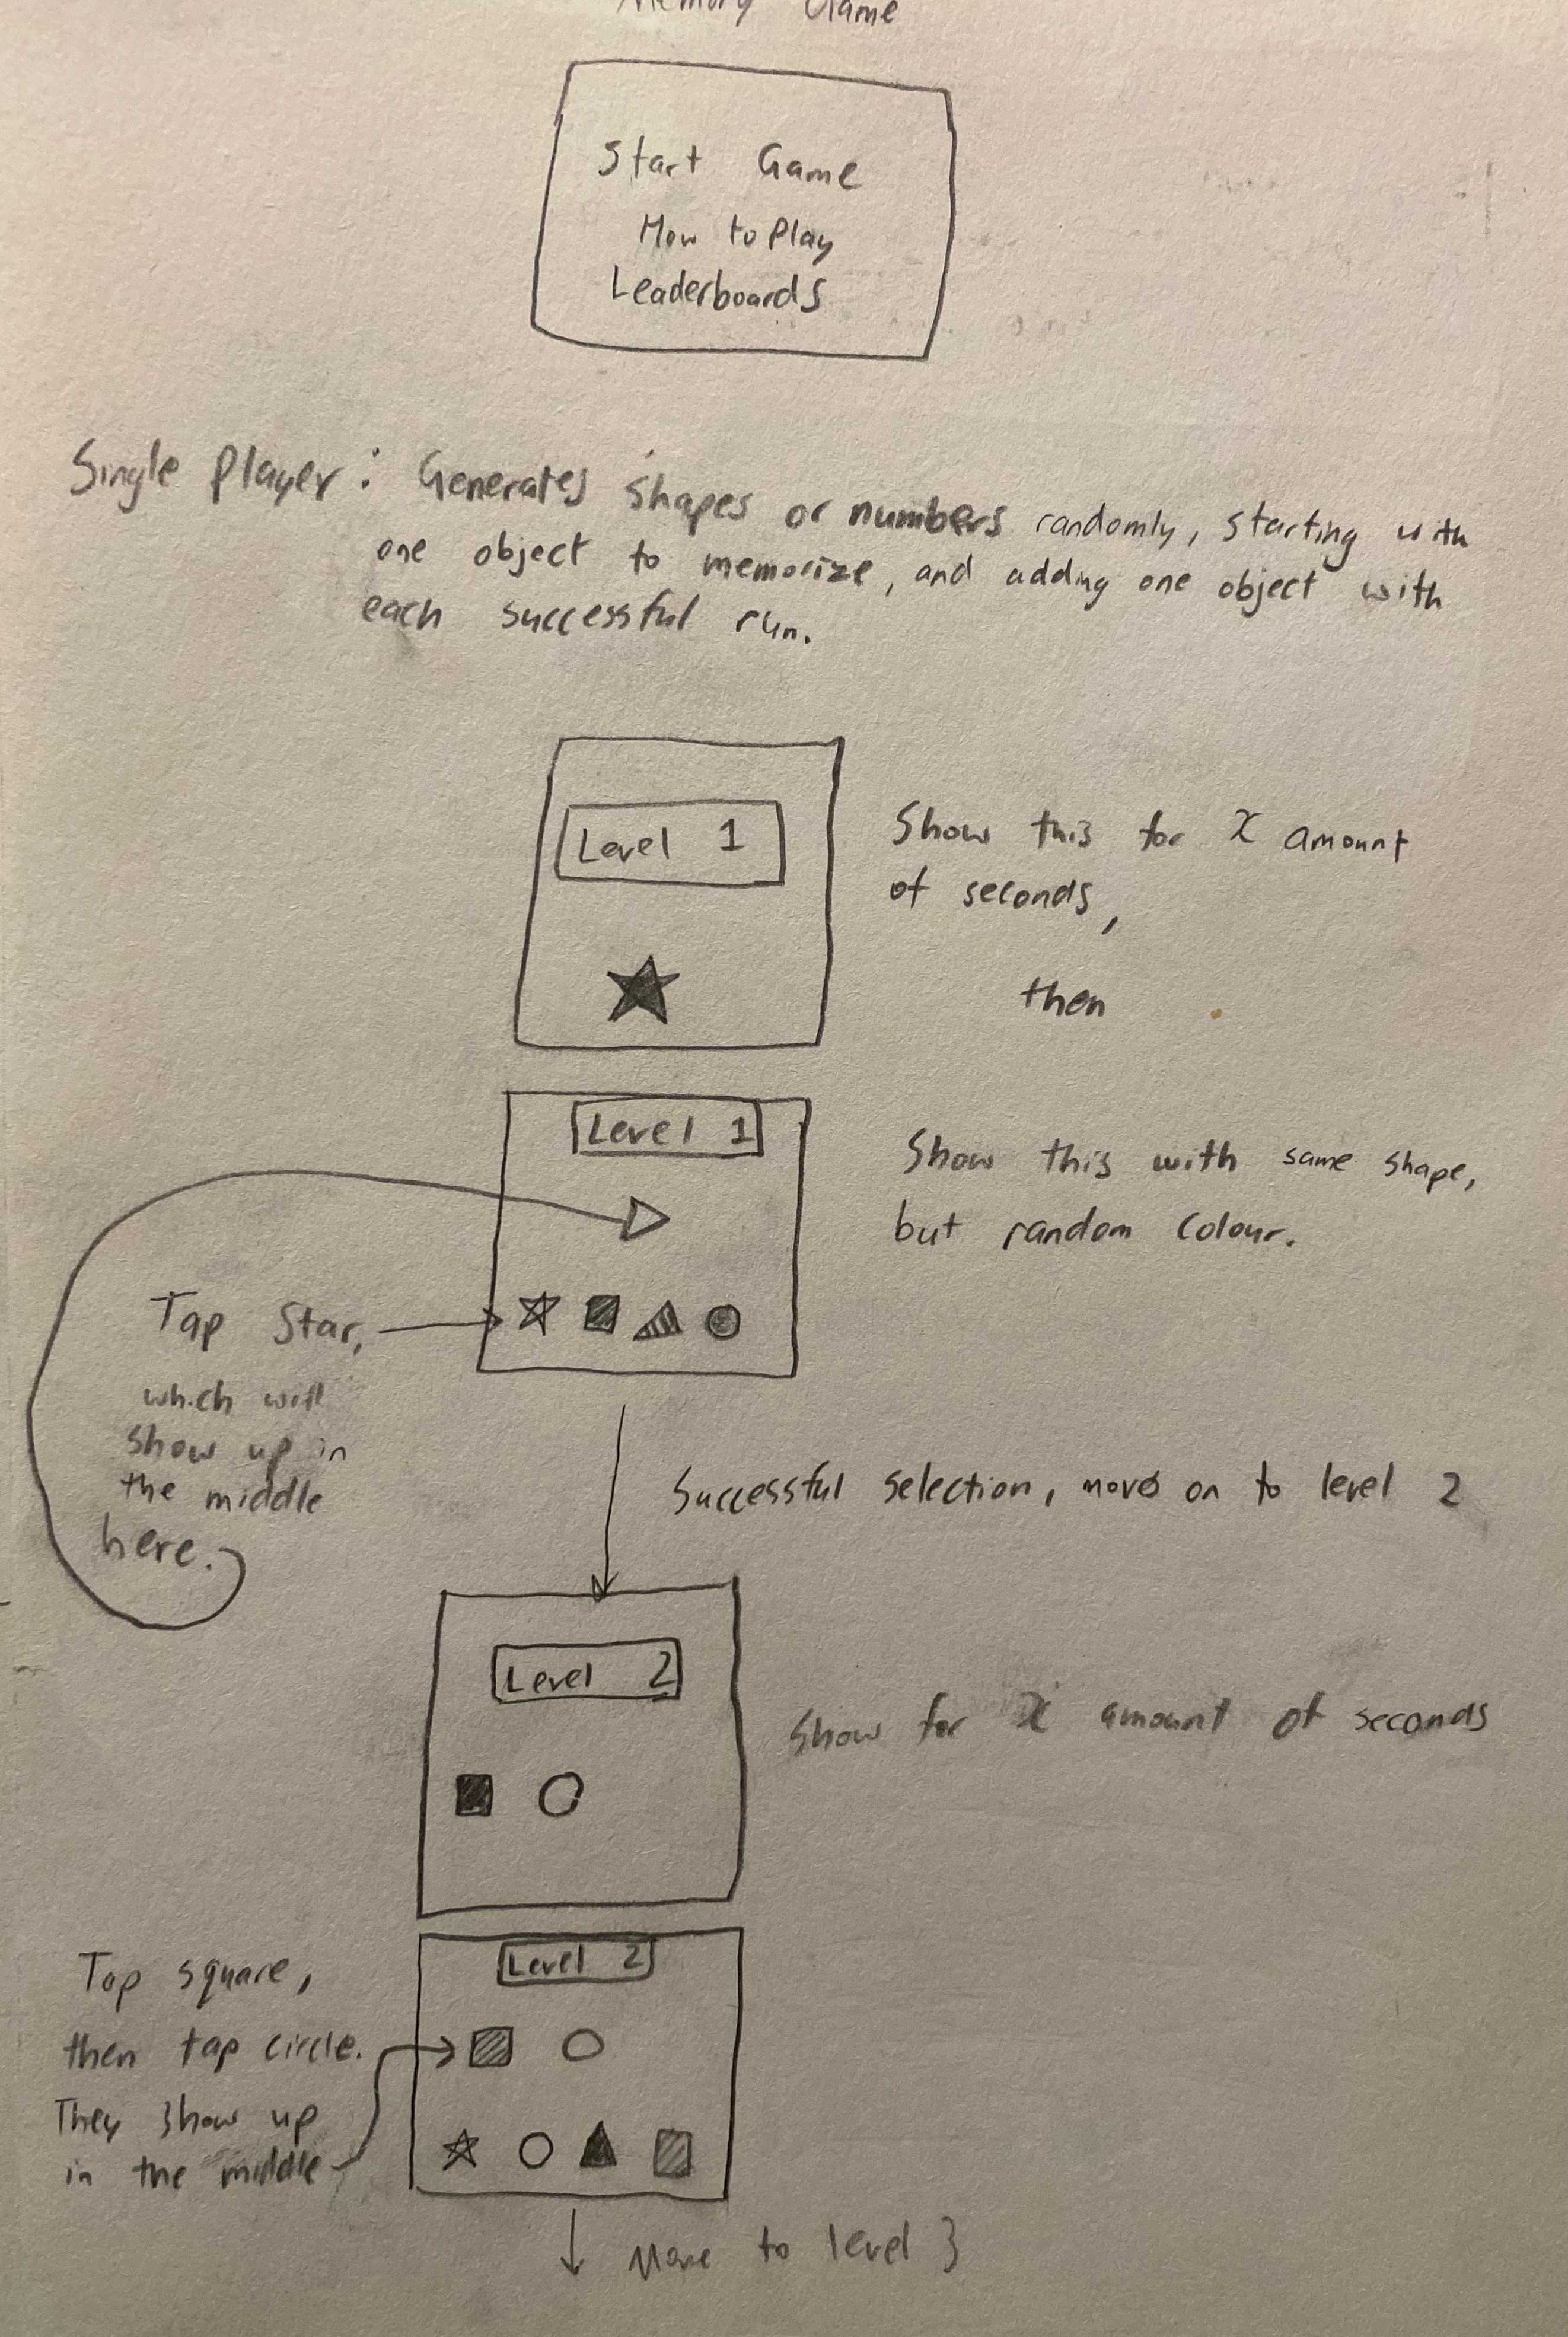 Memory Game
Start Game
How to Play
Leaderboards
Single Player: Generates shapes or numbers randomly, starting with
one object to memorize, and adding one object with
each successful run.
Level 1
Show this for x amount
of seconds,
then
Level 1
Show this with same shape,
but random colour.
Tap Star,
which will
show up in
the middle
here.
Successful selection, moves on to level 2
Level 2
Show for x amount of seconds
Level 2
Tap square,
then tap circle.
They show up
in the middle
Move to level 3